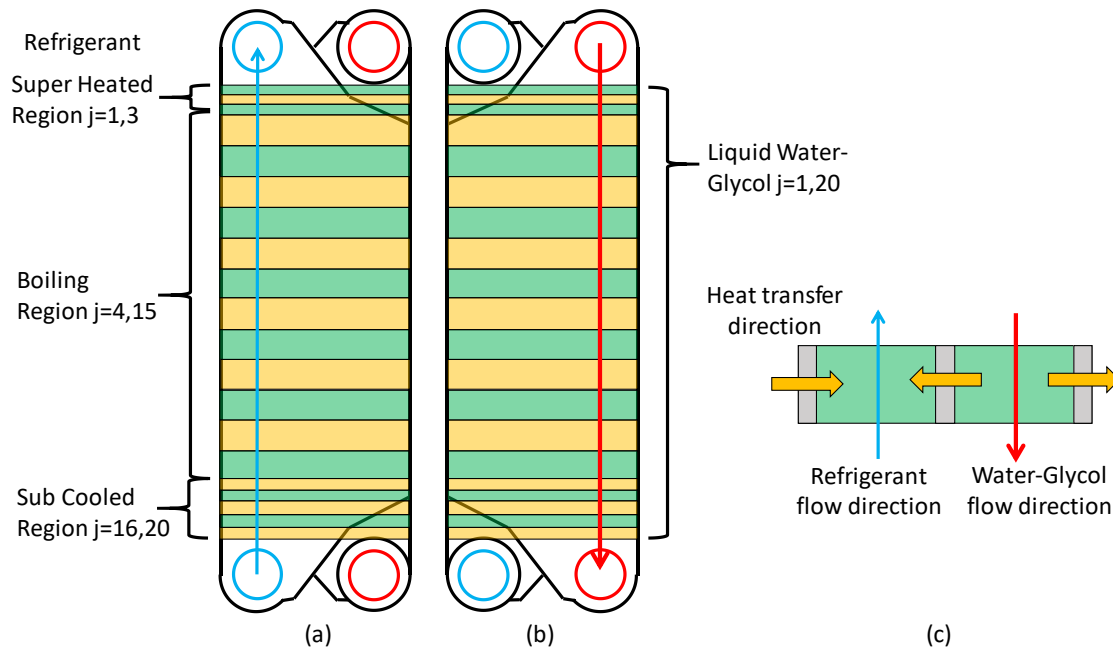 Refrigerant
Super Heated
Region j=1,3
Boiling
Region j=4,15
Sub Cooled
Region j=16,20
(a)
(b)
Liquid Water-
Glycol j=1,20
Heat transfer
direction
Refrigerant
flow direction
Water-Glycol
flow direction
(c)